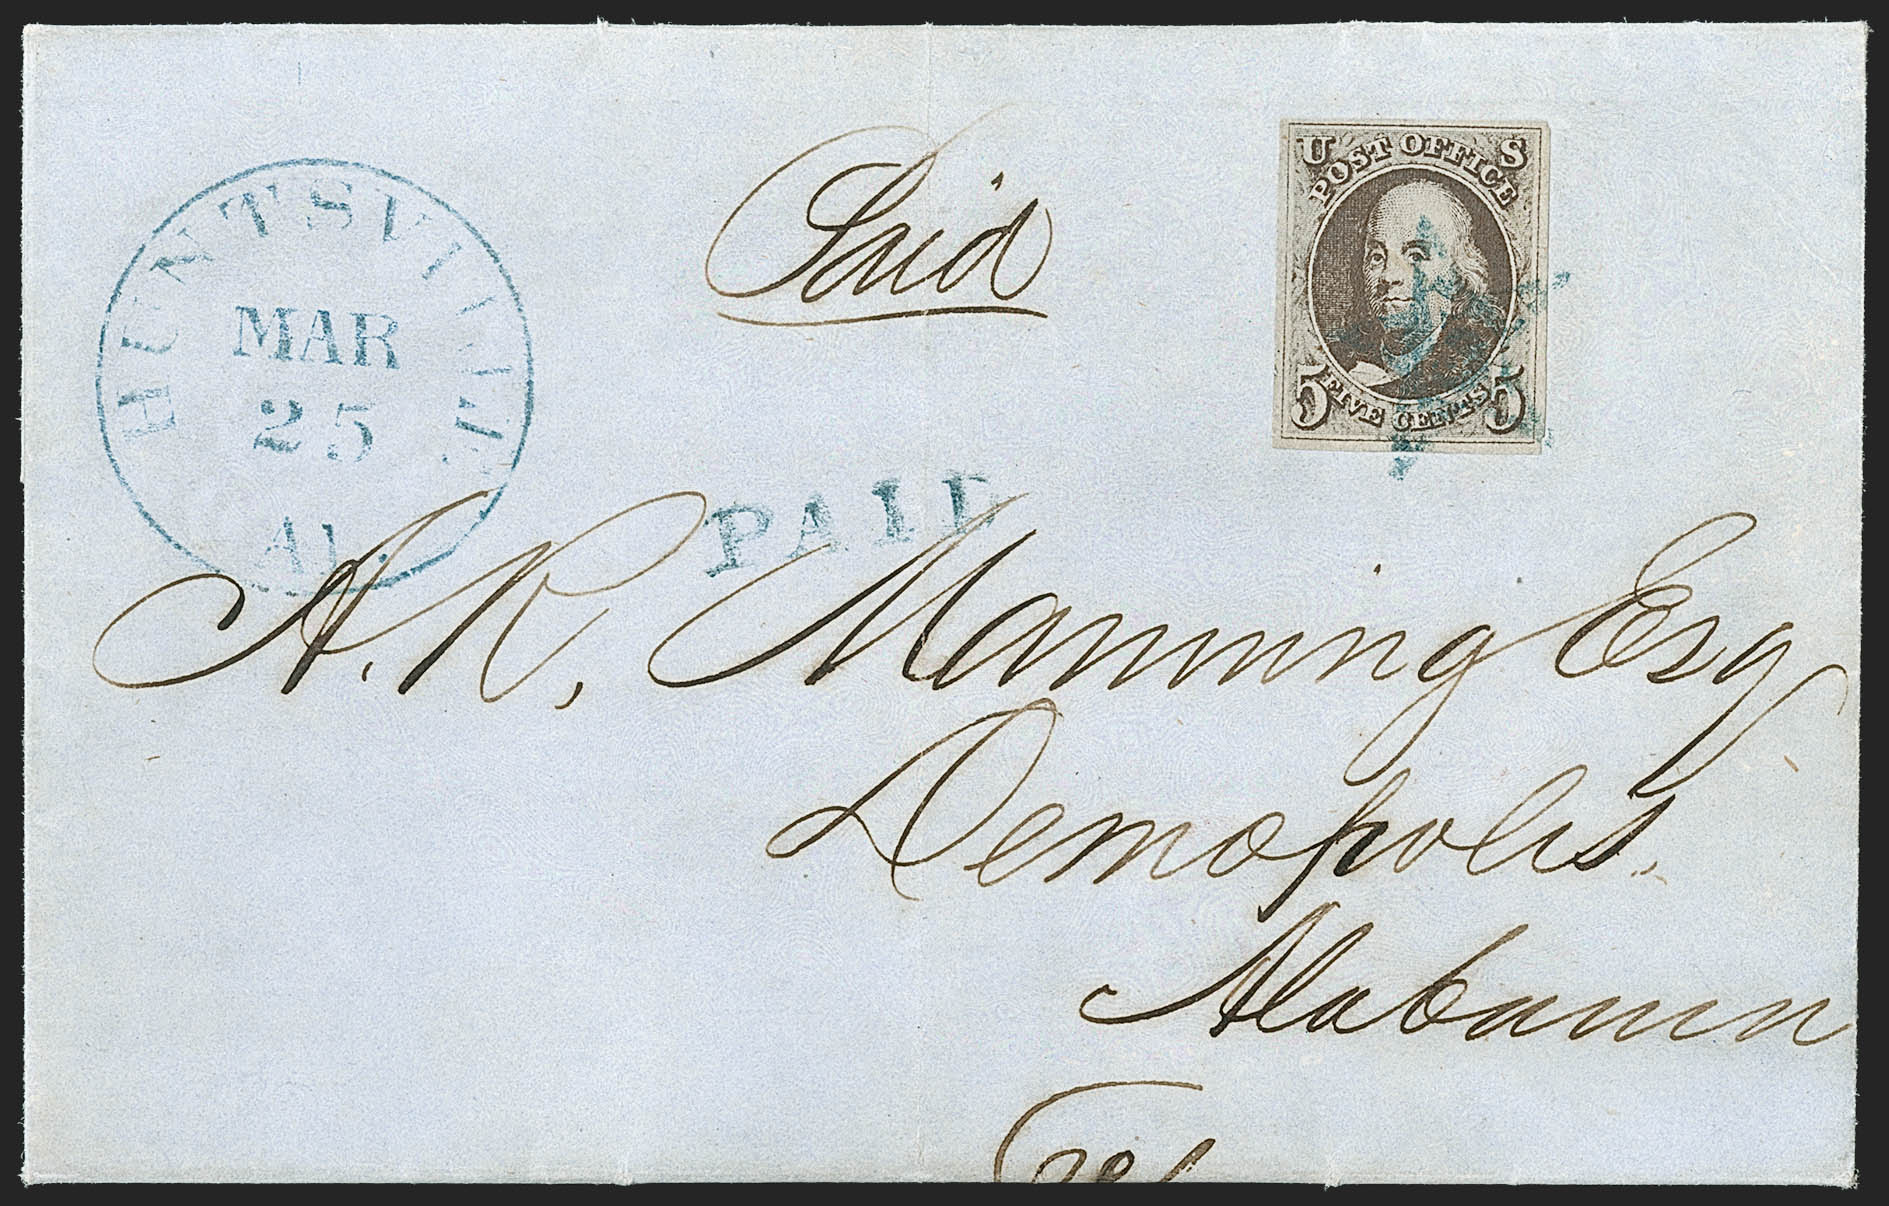 HUNTSVILLE
MAR
25
Al.
Paid
U S
POST OFFICE
5 FIVE CENTS 5
PAID
A. R. Manning Esq
Demopolis.
Alabama